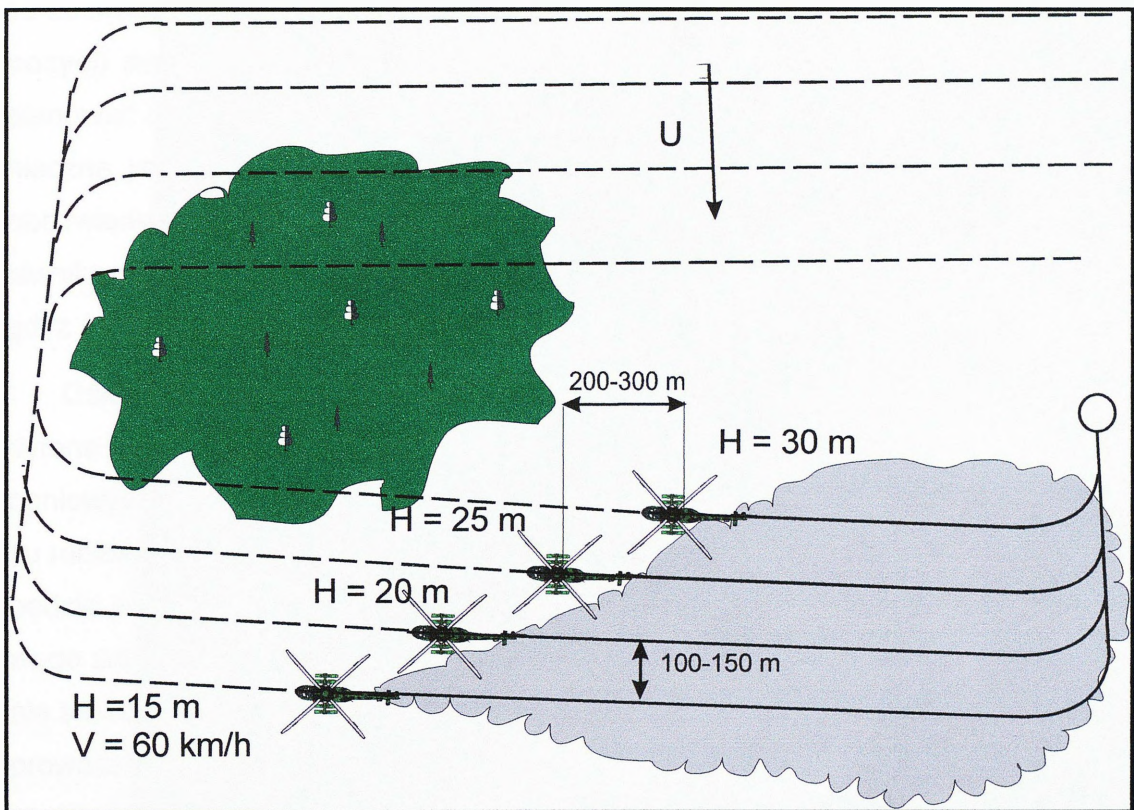 U
200-300 m
H = 30 m
H = 25 m
H = 20 m
100-150 m
H =15 m
V = 60 km/h